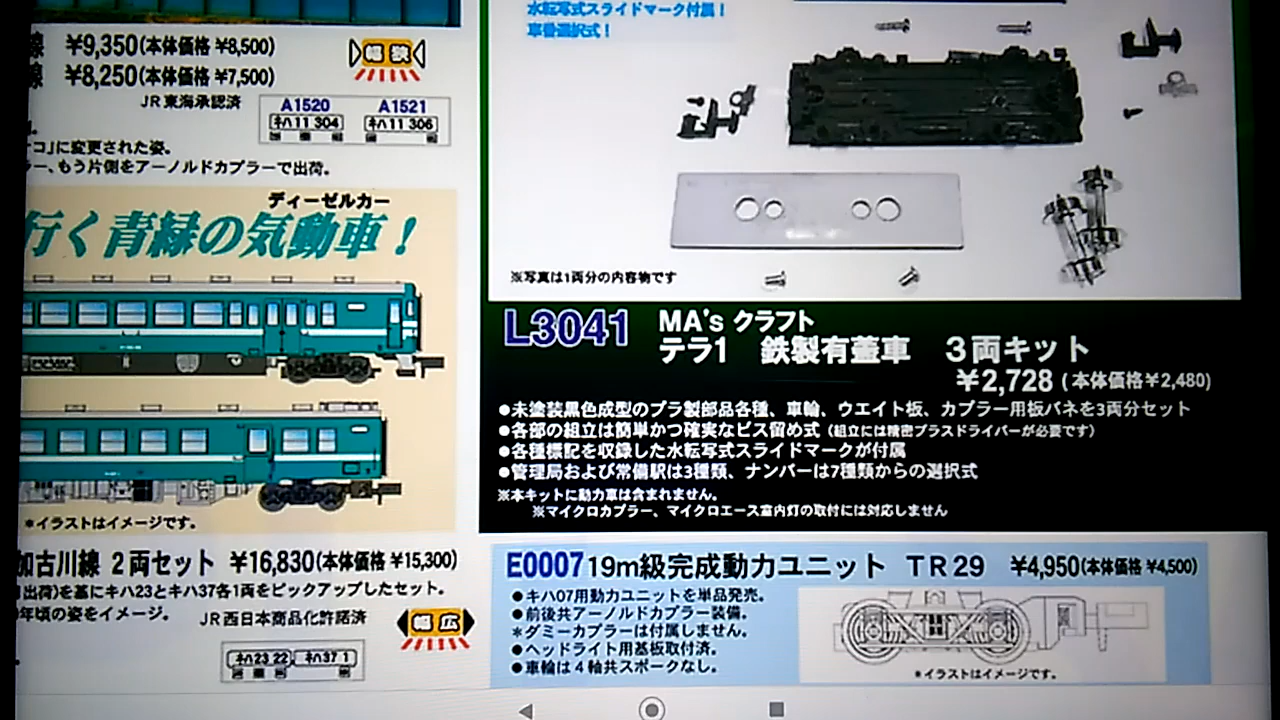 線 ¥9,350(本体価格 ¥8,500)
線 ¥8,250(本体価格 ¥7,500)
幅 狭
JR東海承認済
A1520 A1521
キハ11 304 キハ11 306
コ」に変更された姿。
ラー、もう片側をアーノルドカプラーで出荷。
ディーゼルカー
行く青緑の気動車!
*イラストはイメージです。
加古川線 2両セット ¥16,830(本体価格 ¥15,300)
出荷)を基にキハ23とキハ37各1両をピックアップしたセット。
年頃の姿をイメージ。 JR西日本商品化許諾済
幅 広
キハ23 22 キハ37 1
水転写式スライドマーク付属!
車番選択式!
※写真は1両分の内容物です
L3041 MA's クラフト
テラ1 鉄製有蓋車 3両キット
¥2,728 (本体価格¥2,480)
●未塗装黒色成型のプラ製部品各種、車輪、ウエイト板、カプラー用板バネを3両分セット
●各部の組立は簡単かつ確実なビス留め式(組立には精密プラスドライバーが必要です)
●各種標記を収録した水転写式スライドマークが付属
●管理局および常備駅は3種類、ナンバーは7種類からの選択式
※本キットに動力車は含まれません。
※マイクロカプラー、マイクロエース室内灯の取付には対応しません
E0007 19m級完成動力ユニット TR29 ¥4,950(本体価格 ¥4,500)
●キハ07用動力ユニットを単品発売。
●前後共アーノルドカプラー装備。
*ダミーカプラーは付属しません。
●ヘッドライト用基板取付済。
●車輪は4輪共スポークなし。
*イラストはイメージです。